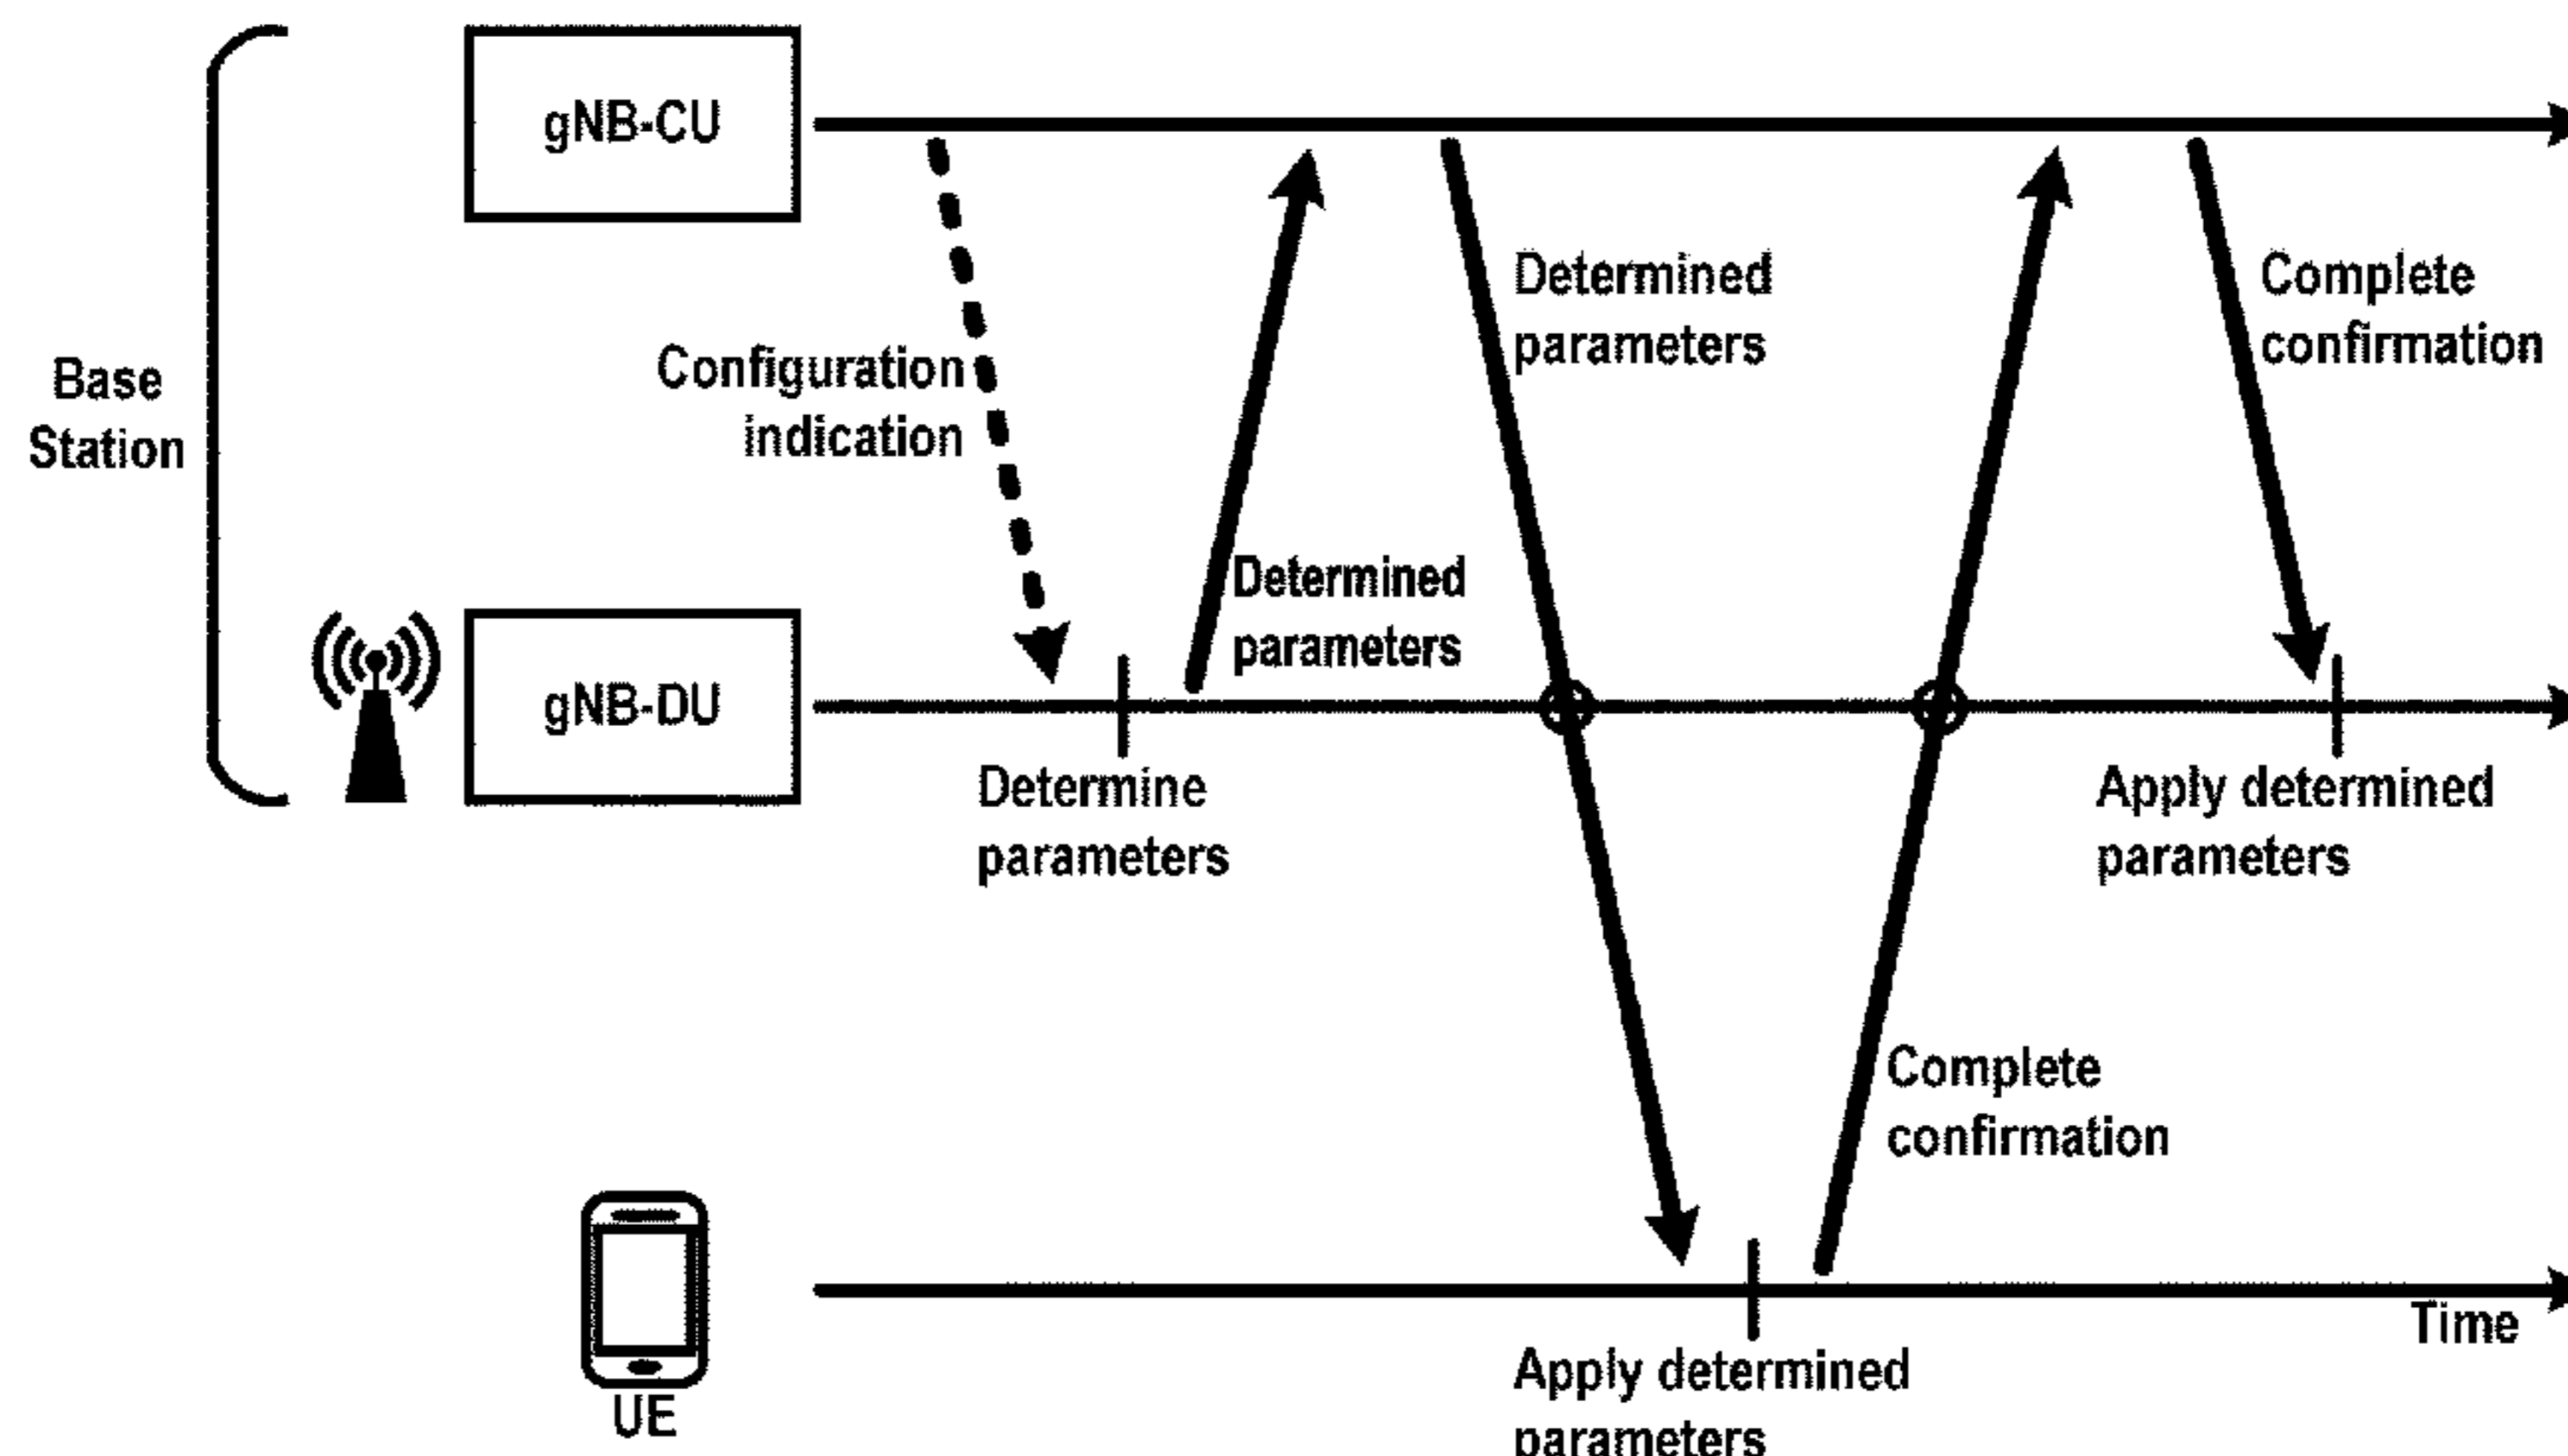 gNB-CU
Determined
parameters
Complete
confirmation
Configuration
indication
Base
Station
Determined
parameters
gNB-DU
Determine
parameters
Apply determined
parameters
Complete
confirmation
Time
Apply determined
parameters
UE